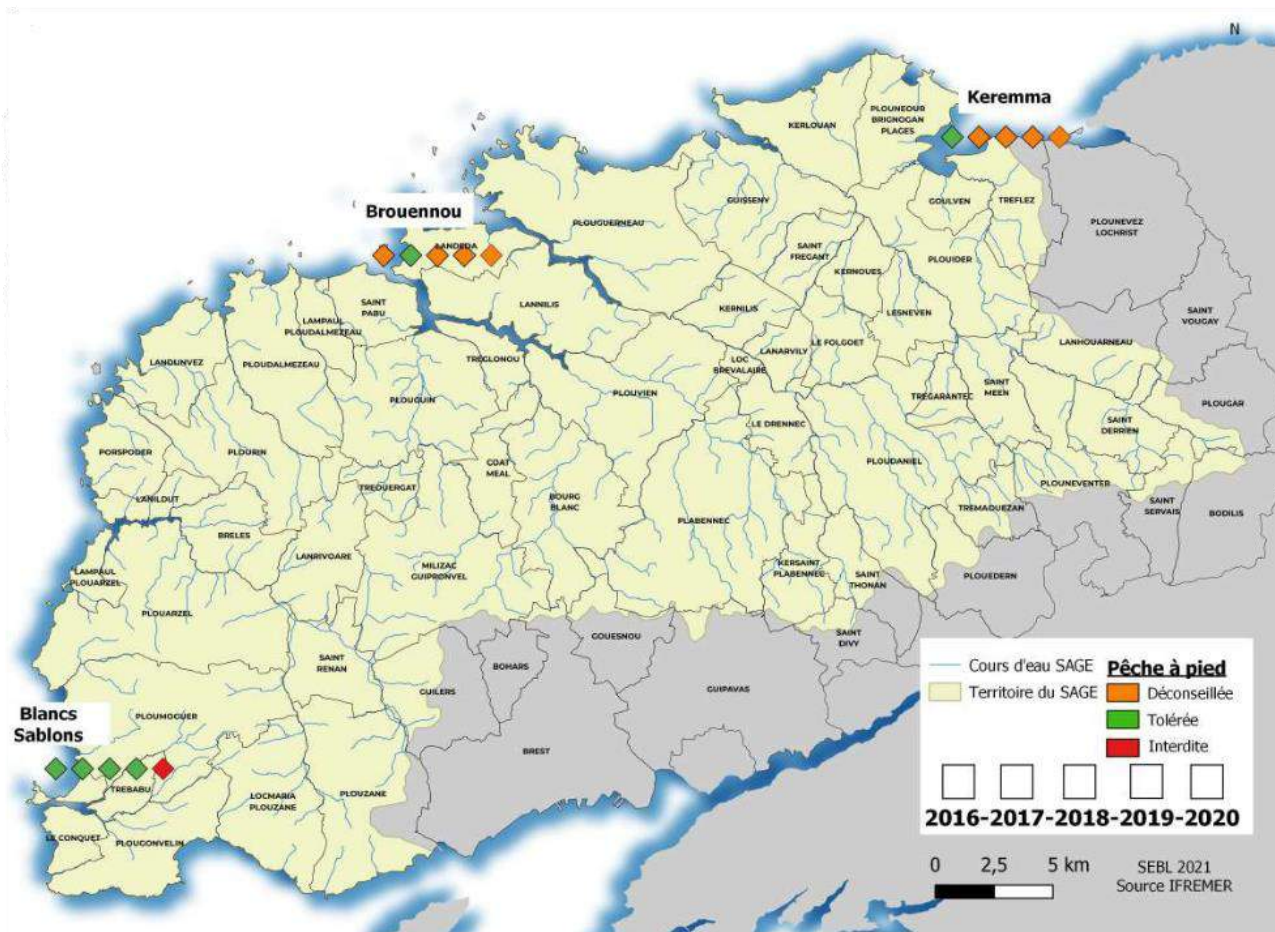 N
Keremma
PLOUNEOUR
BRIGNOGAN
PLAGES
KERLOUAN
Brouennou
GUISSENY
GOULVEN
TREFLEZ
PLOUGUERNEAU
LANDEDA
PLOUNEVEZ
LOCHRIST
SAINT
FREGANT
KERNOUES
PLOUIDER
SAINT
PABU
LANNILIS
KERNILIS
LESNEVEN
SAINT
VOUGAY
LAMPAUL
PLOUDALMEZEAU
LANDUNVEZ
PLOUDALMEZEAU
TREGLONOU
LOC
BREVALAIRE
LANARVILY
LE FOLGOET
LANHOUARNEAU
PLOUGUIN
PLOUVIEN
TREGARANTEC
SAINT
MEEN
PLOUGAR
LE DRENNEC
SAINT
DERRIEN
PORSPODER
PLOURIN
COAT
MEAL
PLOUDANIEL
TREOUERGAT
PLOUNEVENTER
LANILDUT
BOURG
BLANC
TREMAOUEZAN
SAINT
SERVAIS
BODILIS
PLABENNEC
BRELES
LANRIVOARE
MILIZAC
GUIPRONVEL
LAMPAUL
PLOUARZEL
KERSAINT
PLABENNEC
SAINT
THONAN
PLOUEDERN
PLOUARZEL
GOUESNOU
SAINT
DIVY
SAINT
RENAN
BOHARS
GUIPAVAS
GUILERS
Blancs
Sablons
PLOUMOGUER
BREST
TREBABU
LOCMARIA
PLOUZANE
PLOUZANE
LE CONQUET
PLOUGONVELIN
Cours d'eau SAGE
Territoire du SAGE
Pêche à pied
Déconseillée
Tolérée
Interdite
2016-2017-2018-2019-2020
0 2,5 5 km
SEBL 2021
Source IFREMER